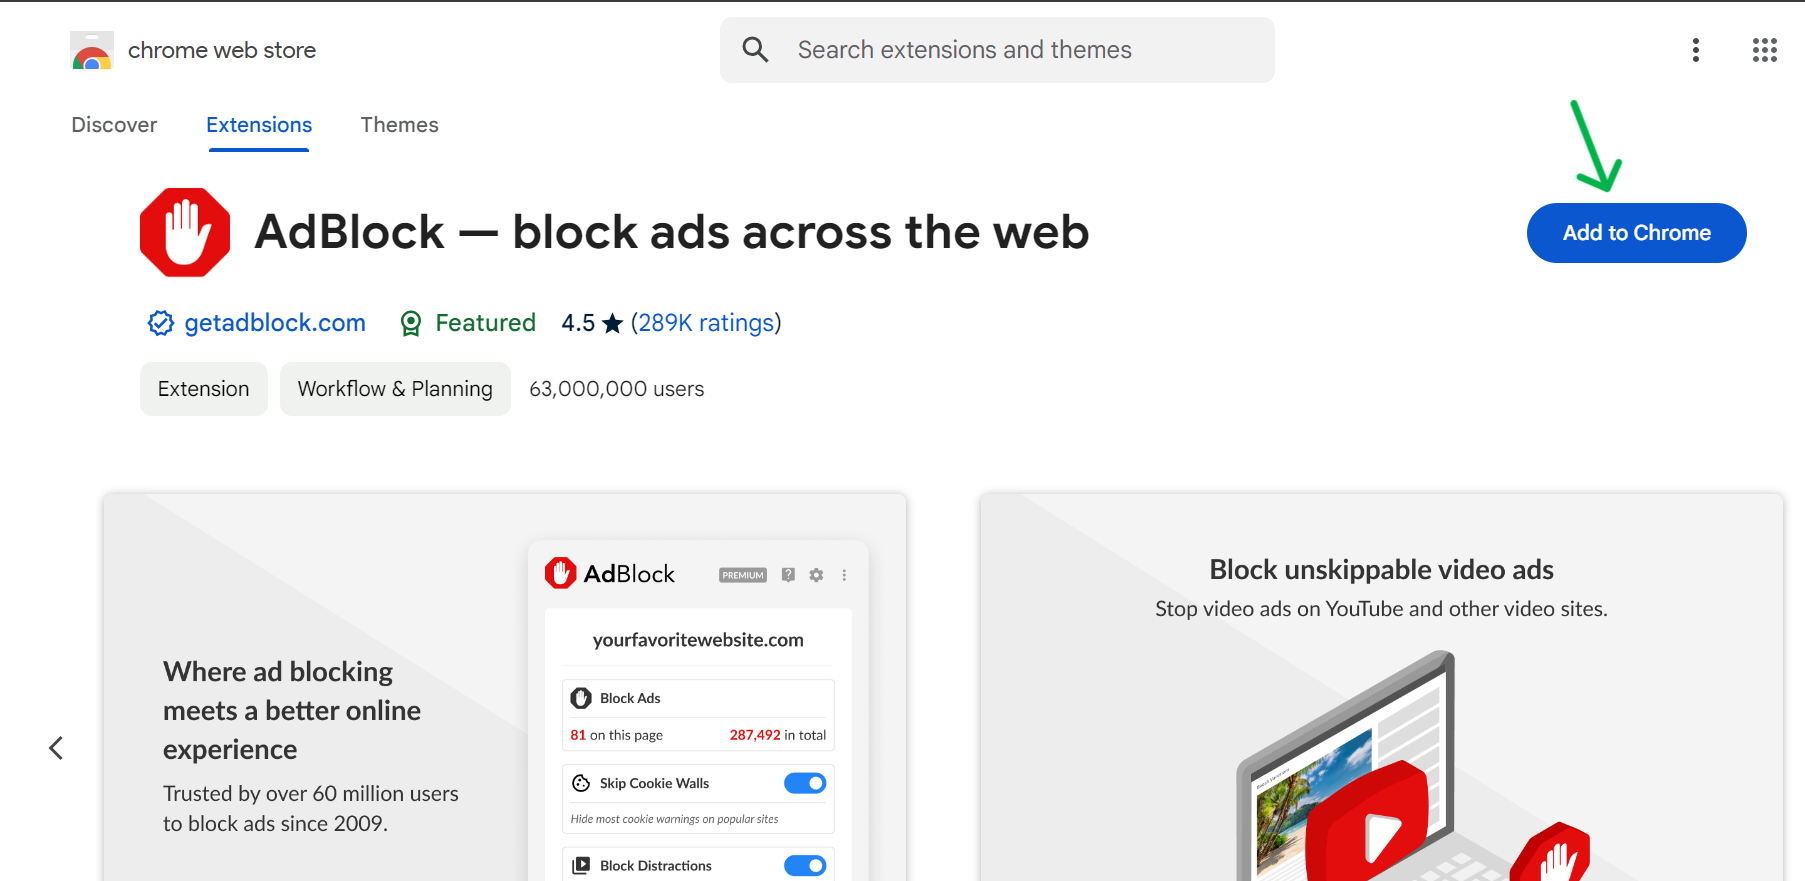 chrome web store
Search extensions and themes
Discover Extensions Themes
AdBlock — block ads across the web
Add to Chrome
getadblock.com Featured 4.5 ★ (289K ratings)
Extension Workflow & Planning 63,000,000 users
Where ad blocking
meets a better online
experience
Trusted by over 60 million users
to block ads since 2009.
AdBlock PREMIUM
yourfavoritewebsite.com
Block Ads
81 on this page 287,492 in total
Skip Cookie Walls
Hide most cookie warnings on popular sites
Block Distractions
Block unskippable video ads
Stop video ads on YouTube and other video sites.